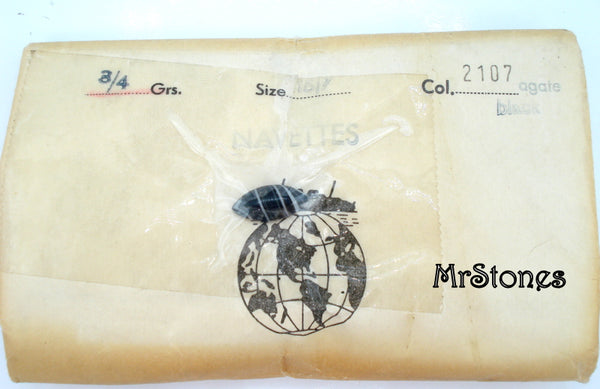 3/4 Grs. Size Col. 2107 agate
black
NAVETTES
MrStones